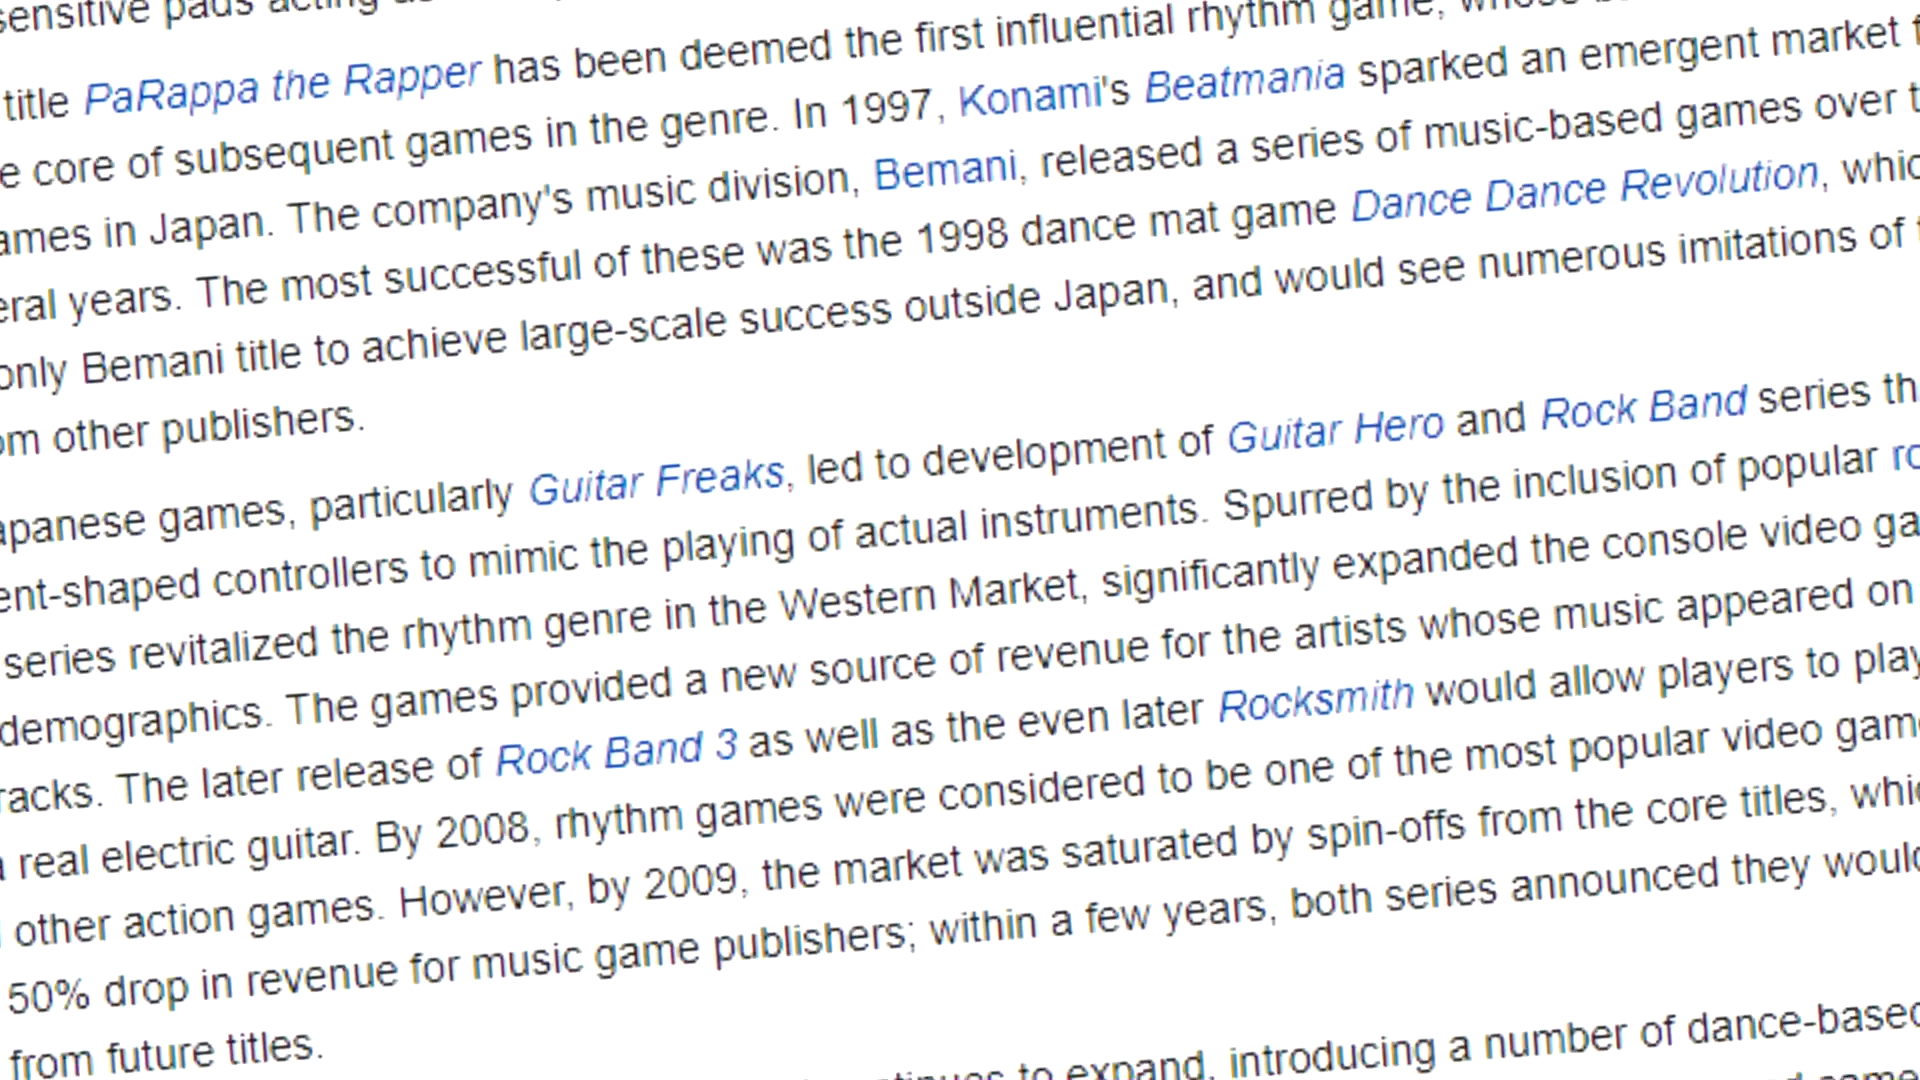 sensitive pads acting
title PaRappa the Rapper has been deemed the first influential rhythm game, whose
e core of subsequent games in the genre. In 1997, Konami's Beatmania sparked an emergent market f
ames in Japan. The company's music division, Bemani, released a series of music-based games over t
eral years. The most successful of these was the 1998 dance mat game Dance Dance Revolution, whic
only Bemani title to achieve large-scale success outside Japan, and would see numerous imitations of t
om other publishers.
apanese games, particularly Guitar Freaks, led to development of Guitar Hero and Rock Band series th
ent-shaped controllers to mimic the playing of actual instruments. Spurred by the inclusion of popular ro
series revitalized the rhythm genre in the Western Market, significantly expanded the console video ga
demographics. The games provided a new source of revenue for the artists whose music appeared on
racks. The later release of Rock Band 3 as well as the even later Rocksmith would allow players to play
a real electric guitar. By 2008, rhythm games were considered to be one of the most popular video game
other action games. However, by 2009, the market was saturated by spin-offs from the core titles, whic
50% drop in revenue for music game publishers; within a few years, both series announced they would
from future titles.
to expand, introducing a number of dance-based